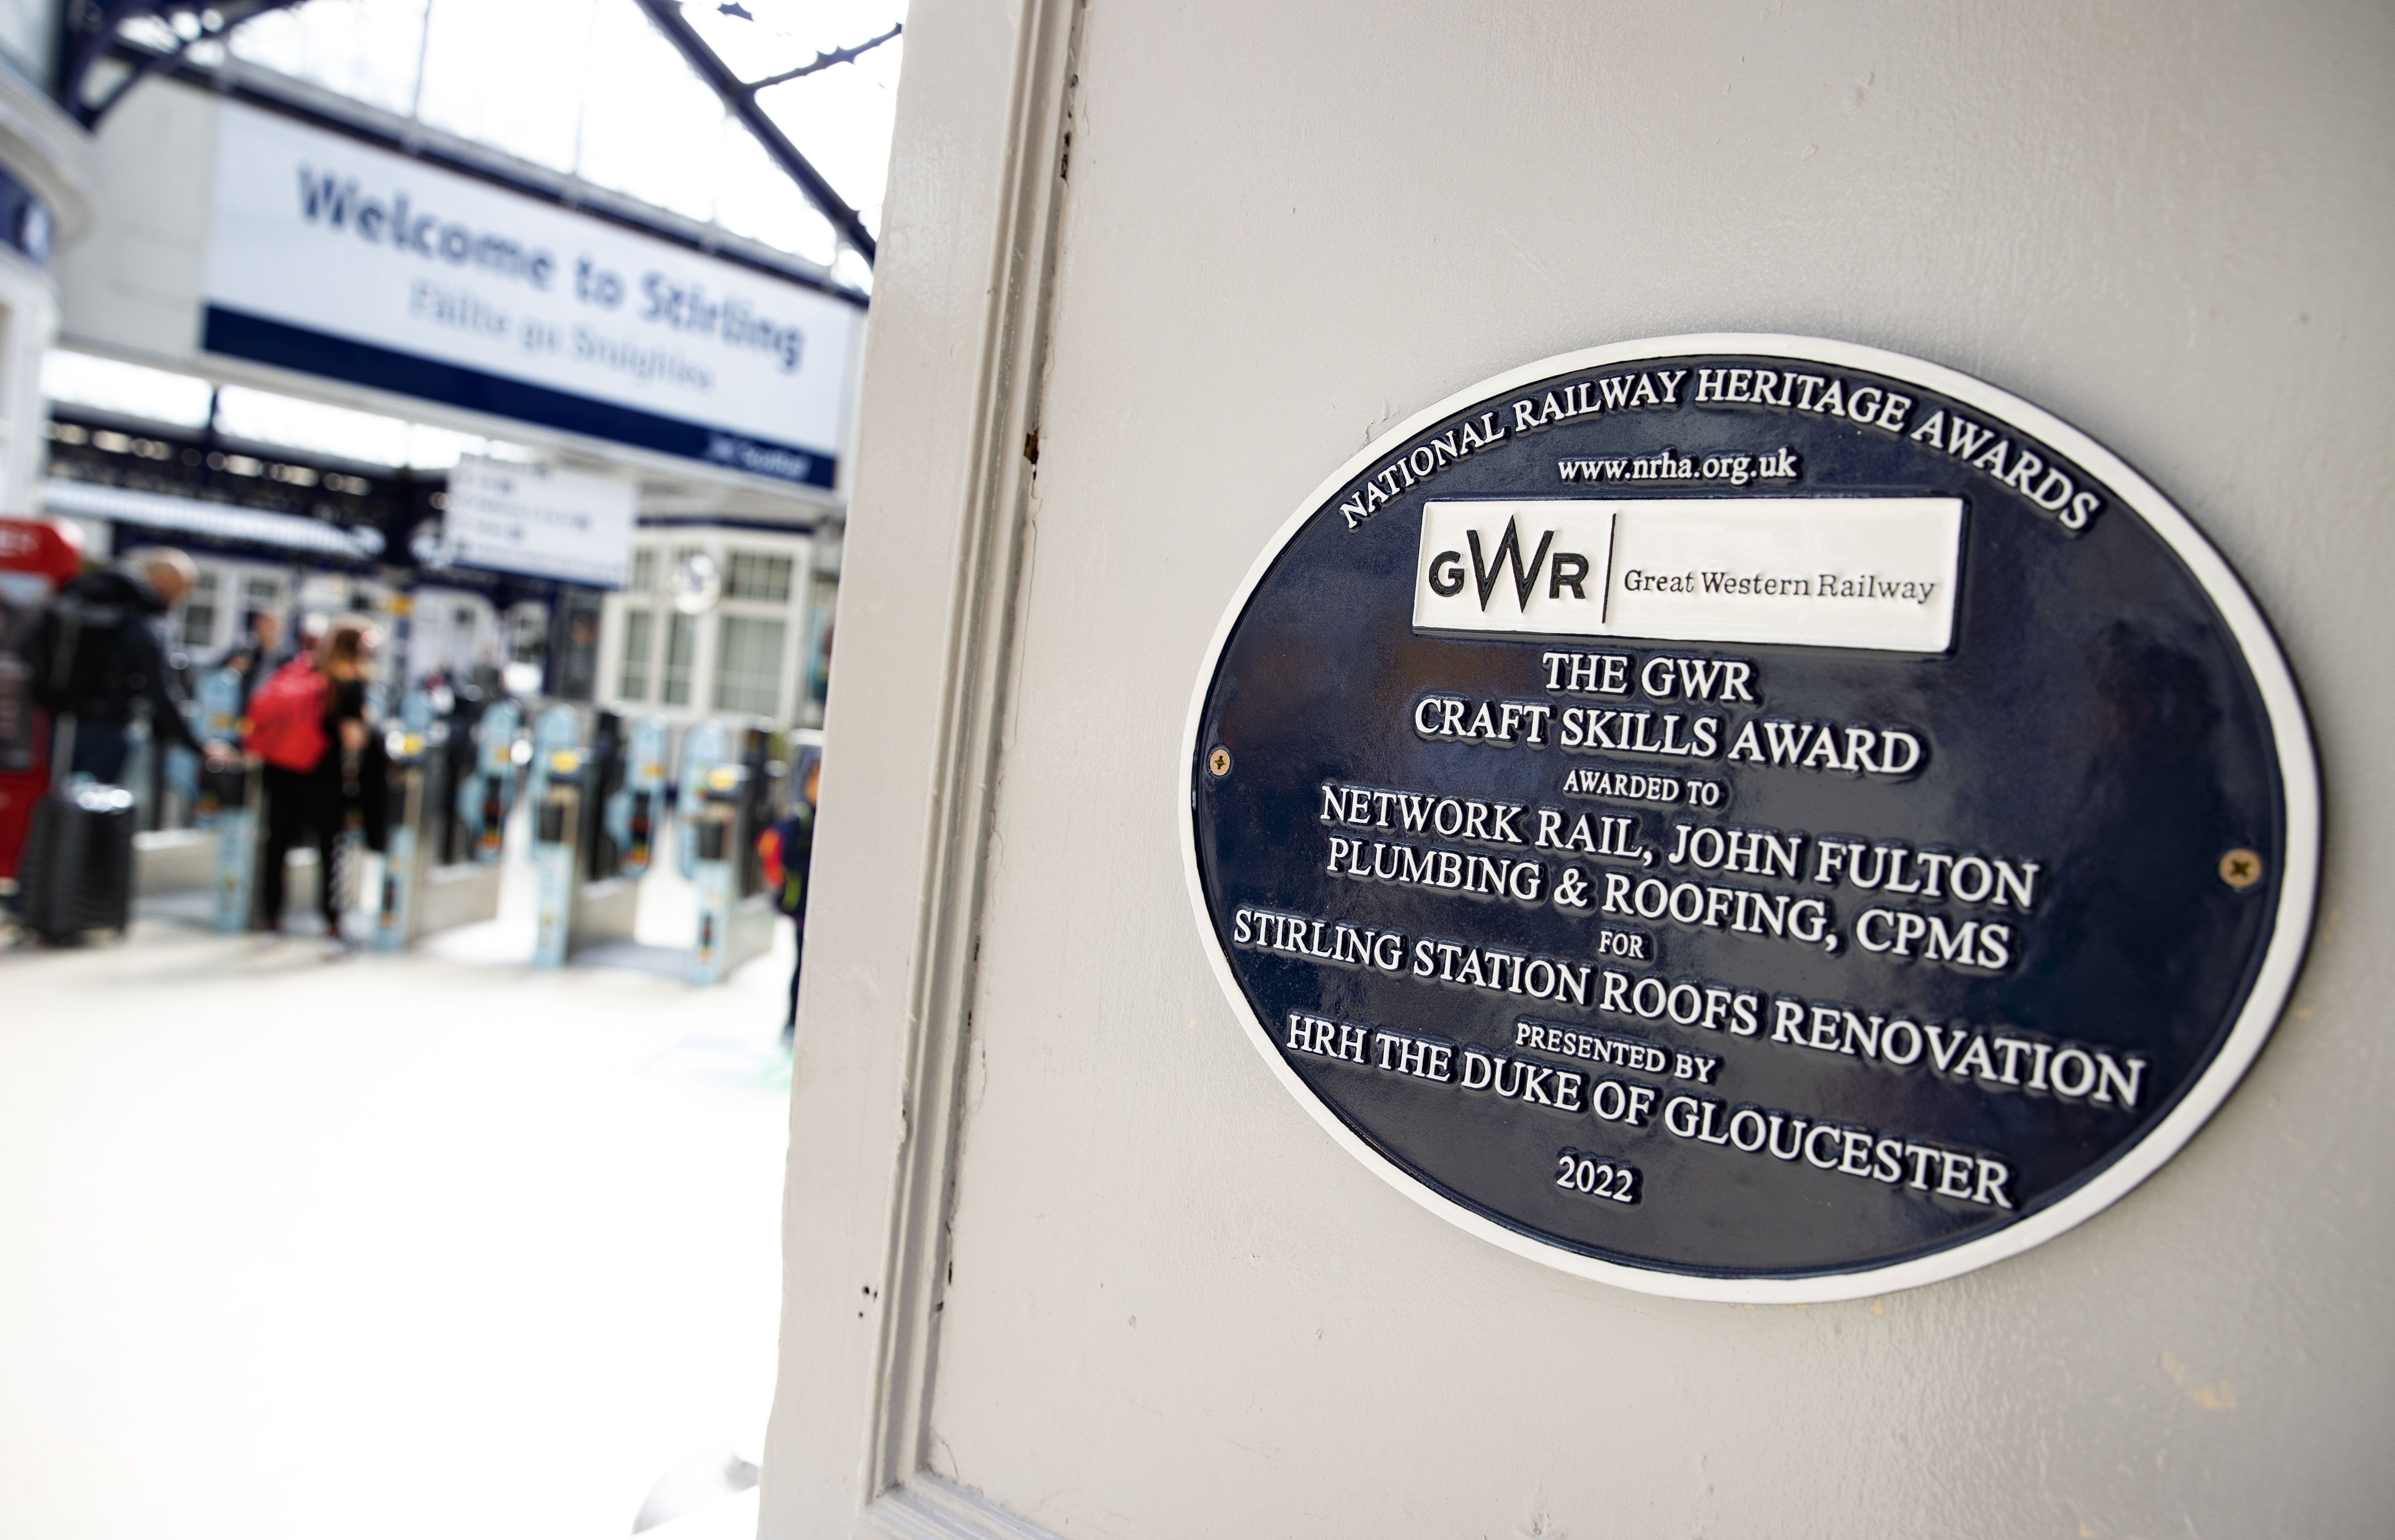 Welcome to Stirling
Fàilte gu Sruighlea
NATIONAL RAILWAY HERITAGE AWARDS
www.nrha.org.uk
GWR
Great Western Railway
THE GWR
CRAFT SKILLS AWARD
AWARDED TO
NETWORK RAIL, JOHN FULTON
PLUMBING & ROOFING, CPMS
FOR
STIRLING STATION ROOFS RENOVATION
PRESENTED BY
HRH THE DUKE OF GLOUCESTER
2022